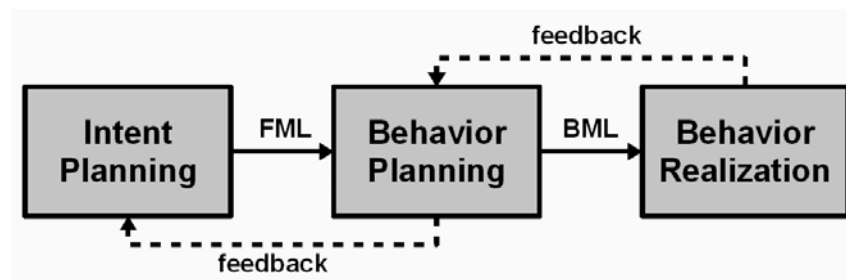 feedback
Intent
Planning
FML
Behavior
Planning
BML
Behavior
Realization
feedback